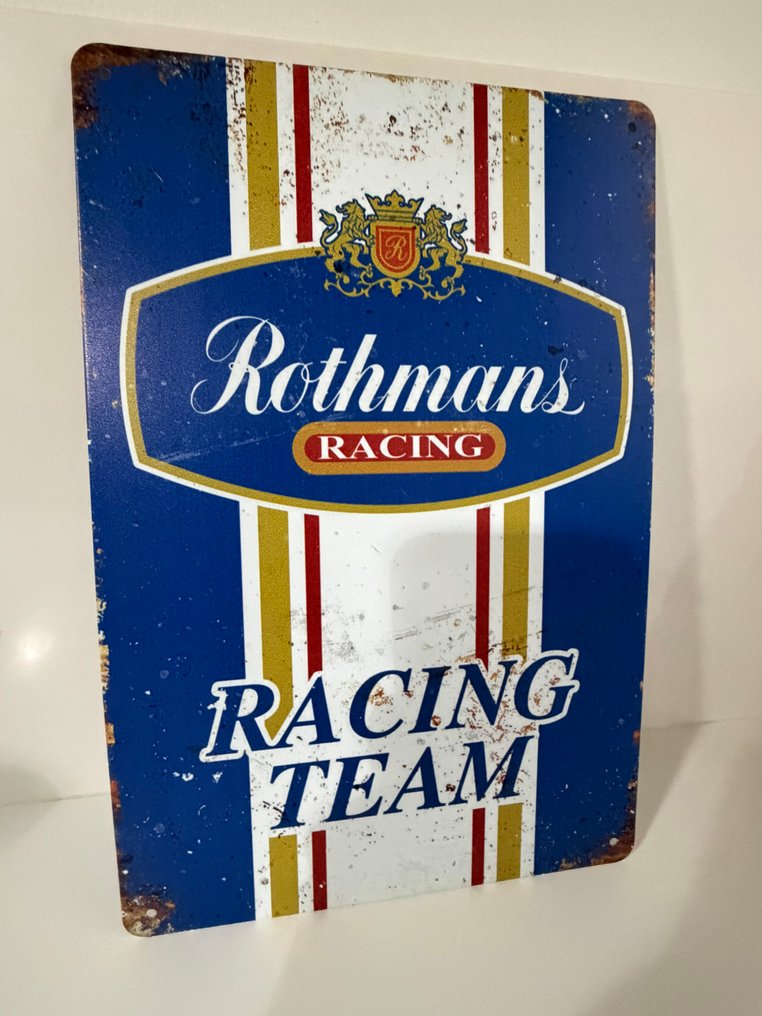 R
Rothmans
RACING
RACING
TEAM